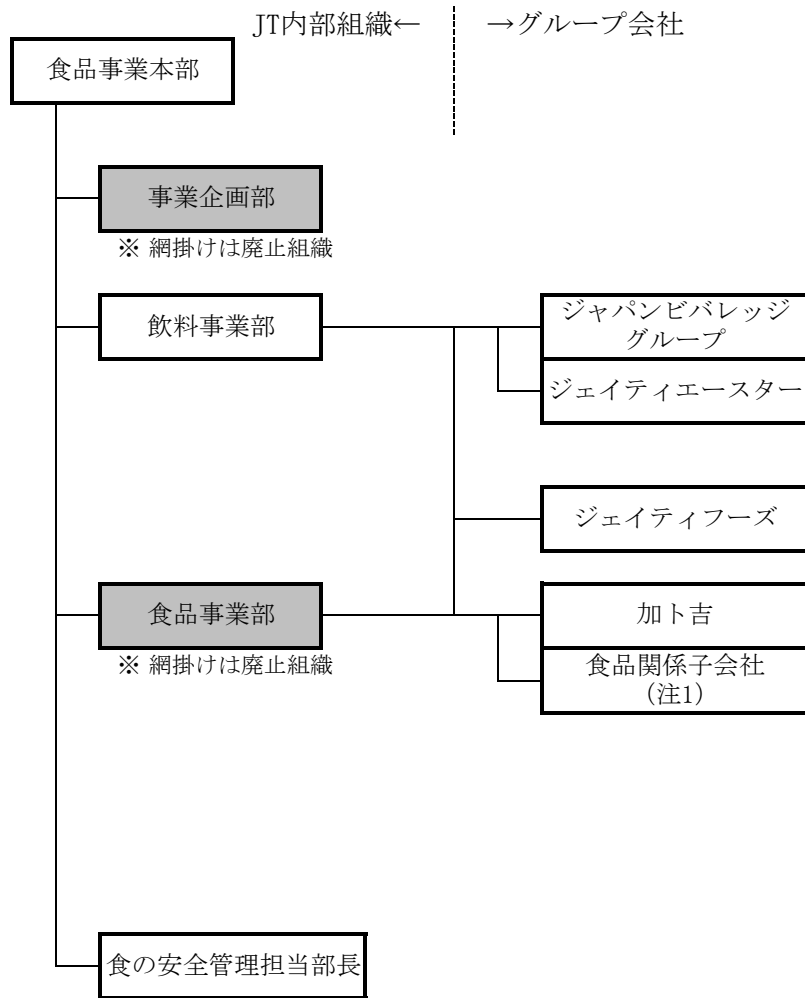 JT内部組織←
→グループ会社
食品事業本部
事業企画部
※ 網掛けは廃止組織
飲料事業部
ジャパンビバレッジ
グループ
ジェイティエースター
ジェイティフーズ
食品事業部
※ 網掛けは廃止組織
加ト吉
食品関係子会社
(注1)
食の安全管理担当部長